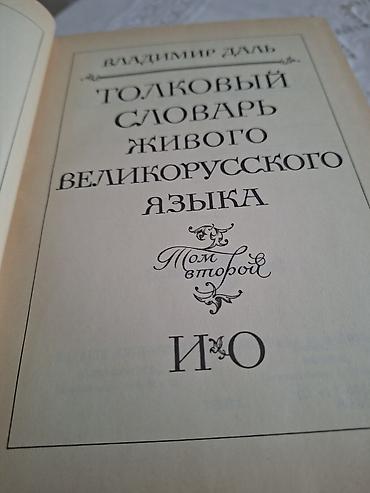 ВЛАДИМИР ДАЛЬ
ТОЛКОВЫЙ
СЛОВАРЬ
ЖИВОГО
ВЕЛИКОРУССКОГО
ЯЗЫКА
Том
второй
И О